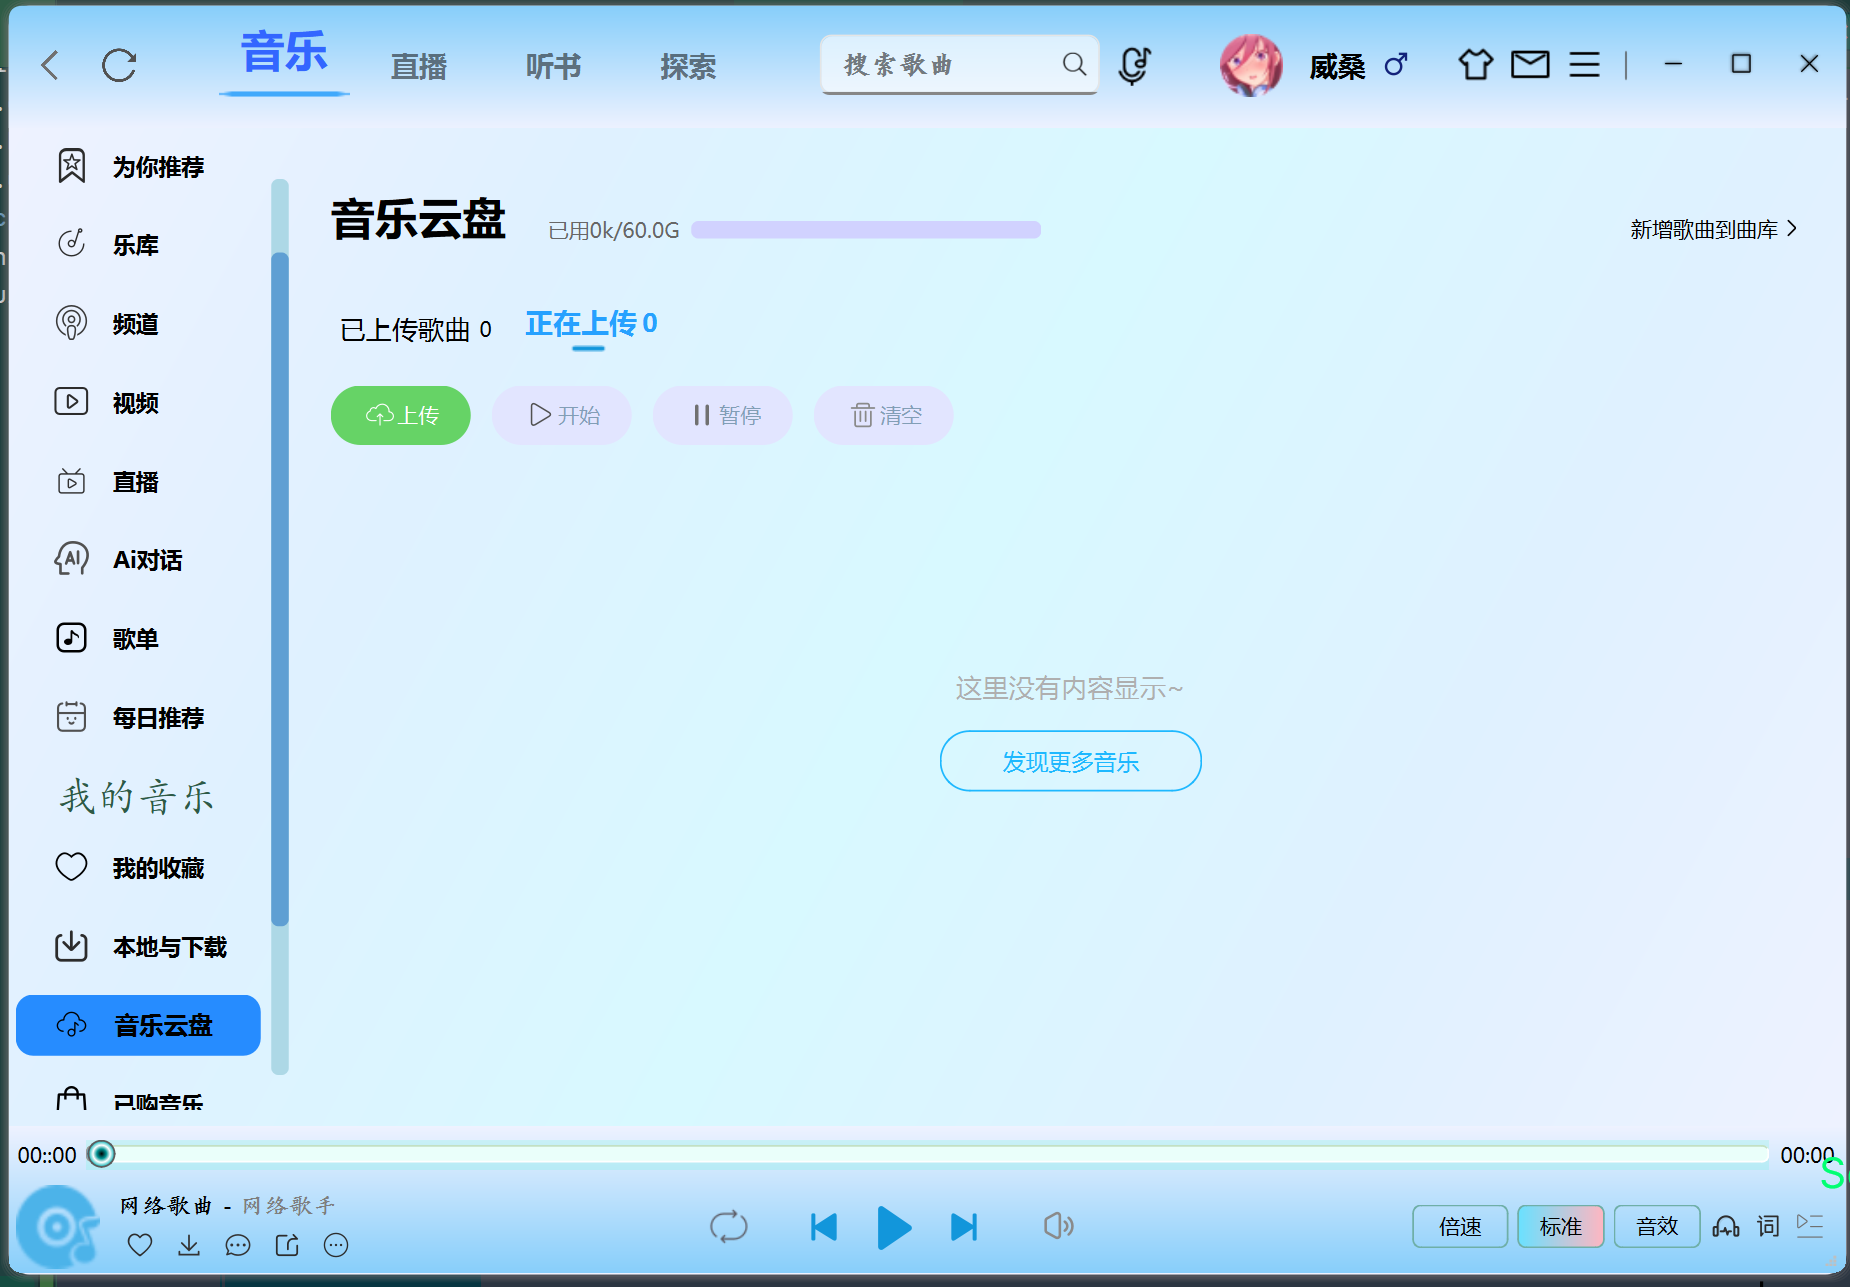 音乐
直播
听书
探索
搜索歌曲
威桑
为你推荐
乐库
频道
视频
直播
Ai对话
歌单
每日推荐
我的音乐
我的收藏
本地与下载
音乐云盘
已购音乐
音乐云盘
已用0k/60.0G
新增歌曲到曲库
已上传歌曲 0
正在上传 0
上传
开始
暂停
清空
这里没有内容显示~
发现更多音乐
00::00
00:00
网络歌曲 - 网络歌手
倍速
标准
音效
词